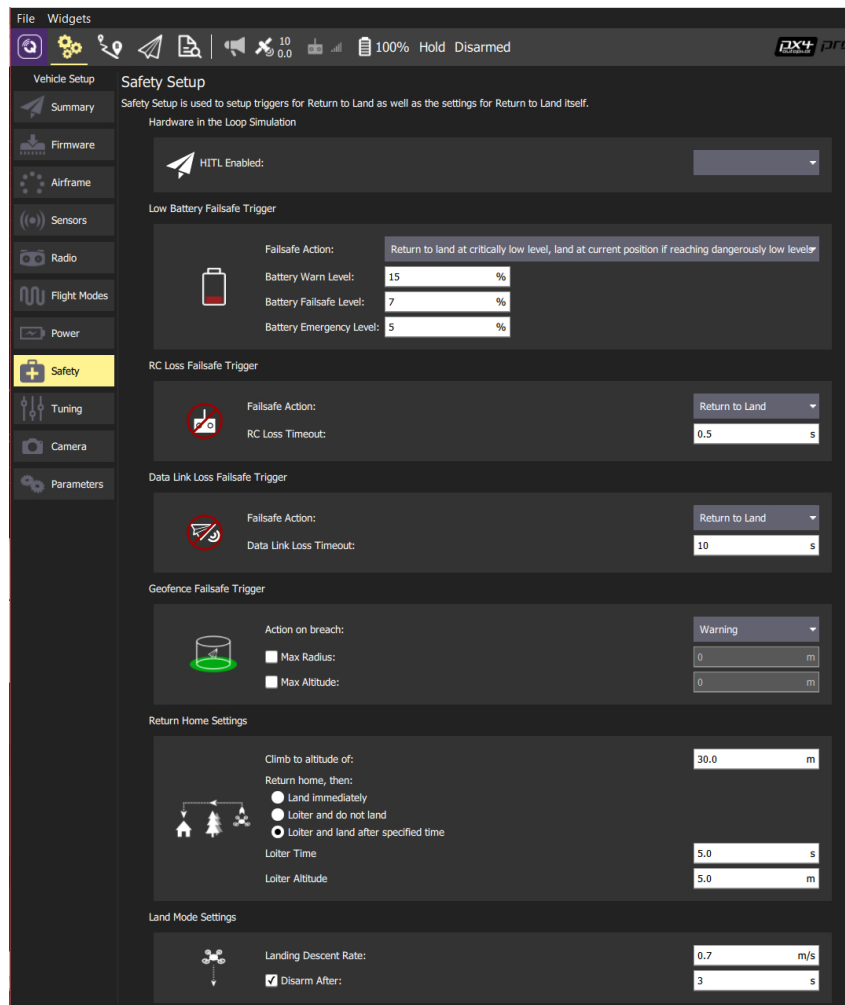 File Widgets
10
0.0
100% Hold Disarmed
px4 pro
autopilot
Vehicle Setup
Summary
Firmware
Airframe
Sensors
Radio
Flight Modes
Power
Safety
Tuning
Camera
Parameters
Safety Setup
Safety Setup is used to setup triggers for Return to Land as well as the settings for Return to Land itself.
Hardware in the Loop Simulation
HITL Enabled:
Low Battery Failsafe Trigger
Failsafe Action: Return to land at critically low level, land at current position if reaching dangerously low levels
Battery Warn Level: 15 %
Battery Failsafe Level: 7 %
Battery Emergency Level: 5 %
RC Loss Failsafe Trigger
Failsafe Action: Return to Land
RC Loss Timeout: 0.5 s
Data Link Loss Failsafe Trigger
Failsafe Action: Return to Land
Data Link Loss Timeout: 10 s
Geofence Failsafe Trigger
Action on breach: Warning
Max Radius: 0 m
Max Altitude: 0 m
Return Home Settings
Climb to altitude of: 30.0 m
Return home, then:
Land immediately
Loiter and do not land
Loiter and land after specified time
Loiter Time 5.0 s
Loiter Altitude 5.0 m
Land Mode Settings
Landing Descent Rate: 0.7 m/s
Disarm After: 3 s